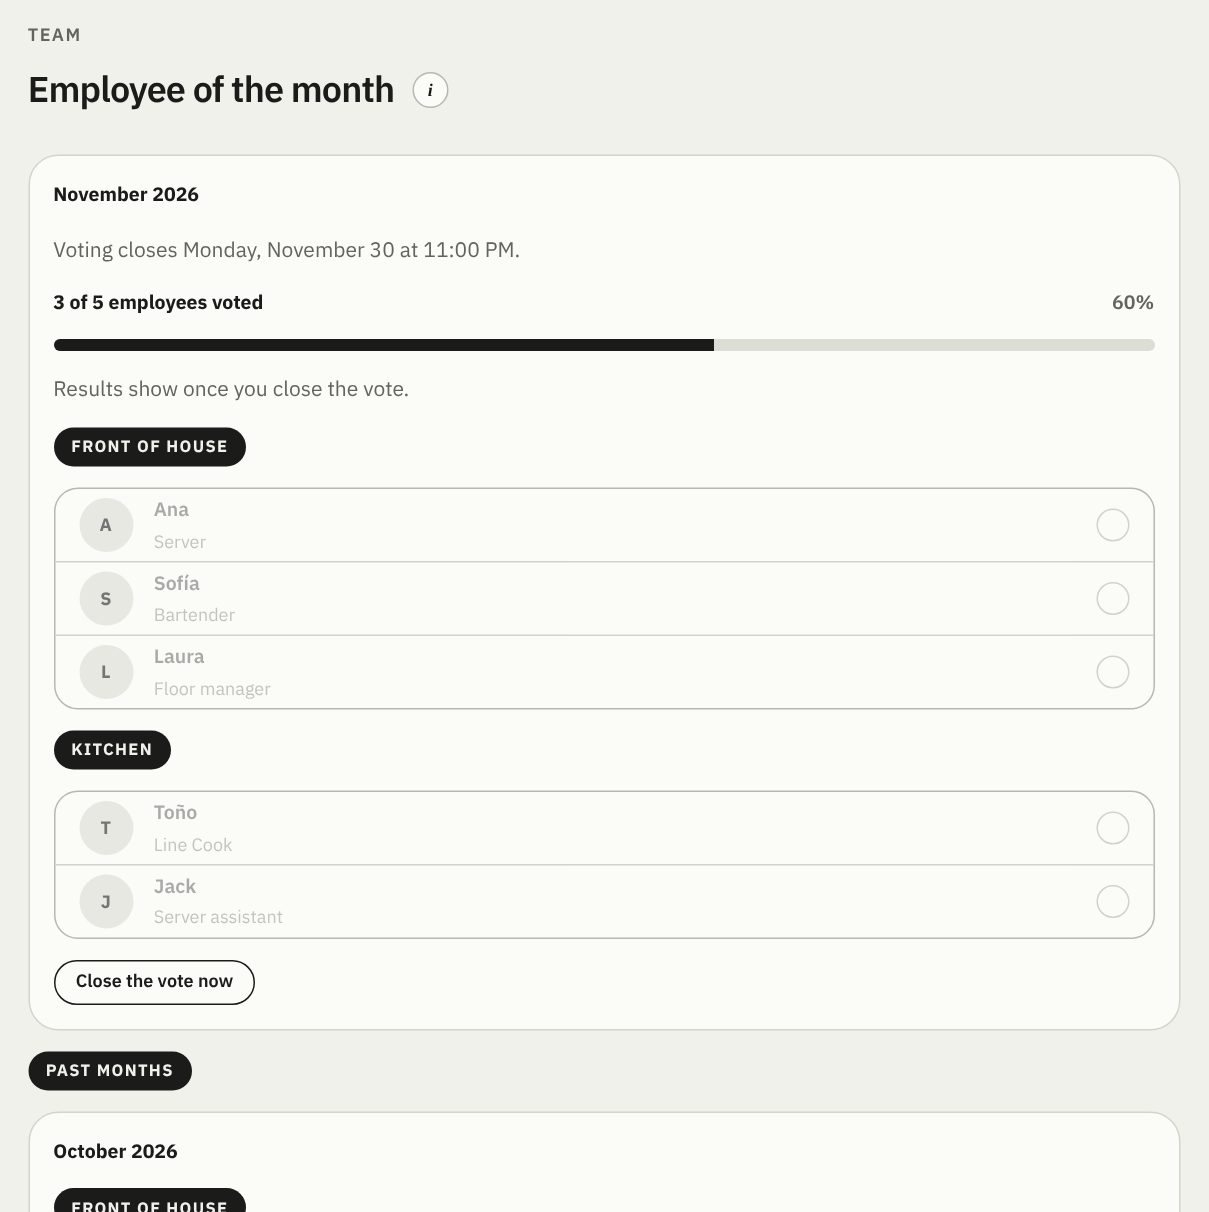 TEAM
Employee of the month
i
November 2026
Voting closes Monday, November 30 at 11:00 PM.
3 of 5 employees voted
60%
Results show once you close the vote.
FRONT OF HOUSE
A
Ana
Server
S
Sofía
Bartender
L
Laura
Floor manager
KITCHEN
T
Toño
Line Cook
J
Jack
Server assistant
Close the vote now
PAST MONTHS
October 2026
FRONT OF HOUSE